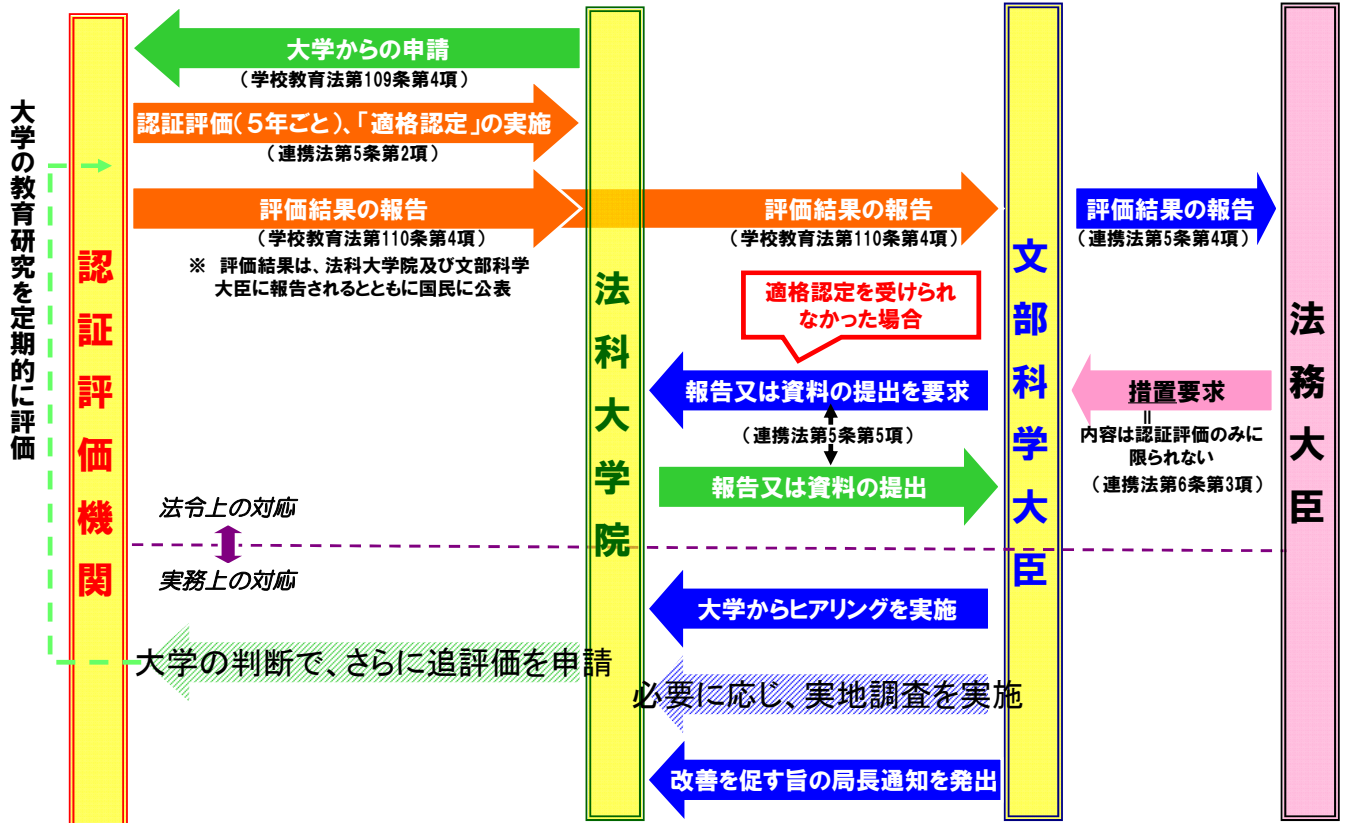 大学からの申請
（学校教育法第109条第4項）
認証評価（５年ごと）、「適格認定」の実施
（連携法第5条第2項）
評価結果の報告
（学校教育法第110条第4項）
※　評価結果は、法科大学院及び文部科学
大臣に報告されるとともに国民に公表
評価結果の報告
（学校教育法第110条第4項）
評価結果の報告
（連携法第5条第4項）
大学の教育研究を定期的に評価
認証評価機関
法科大学院
文部科学大臣
法務大臣
適格認定を受けられ
なかった場合
報告又は資料の提出を要求
（連携法第5条第5項）
報告又は資料の提出
措置要求
＝
内容は認証評価のみに
限られない
（連携法第6条第3項）
法令上の対応
実務上の対応
大学からヒアリングを実施
大学の判断で、さらに追評価を申請
必要に応じ、実地調査を実施
改善を促す旨の局長通知を発出